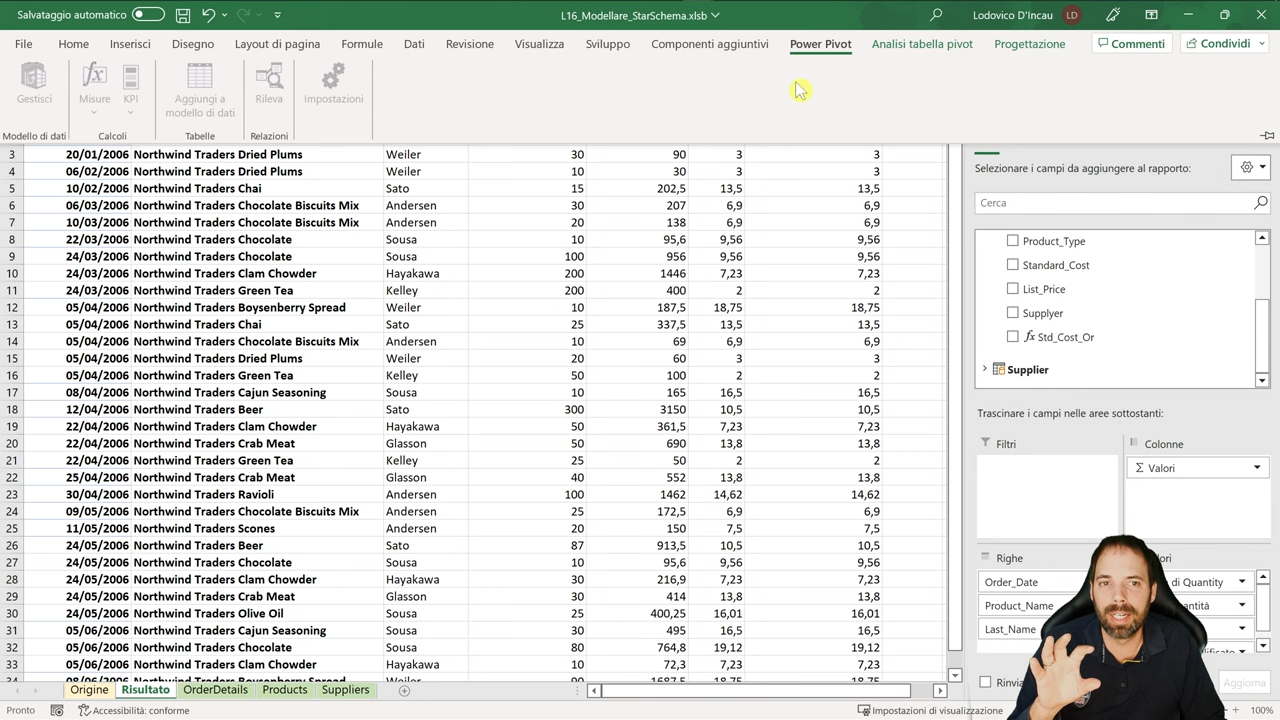 Salvataggio automatico
L16_Modellare_StarSchema.xlsb
Lodovico D'Incau
LD
File Home Inserisci Disegno Layout di pagina Formule Dati Revisione Visualizza Sviluppo Componenti aggiuntivi Power Pivot Analisi tabella pivot Progettazione
Commenti
Condividi
Gestisci
Misure
KPI
Aggiungi a
modello di dati
Rileva
Impostazioni
Modello di dati
Calcoli
Tabelle
Relazioni
3 20/01/2006 Northwind Traders Dried Plums Weiler 30 90 3 3
4 06/02/2006 Northwind Traders Dried Plums Weiler 10 30 3 3
5 10/02/2006 Northwind Traders Chai Sato 15 202,5 13,5 13,5
6 06/03/2006 Northwind Traders Chocolate Biscuits Mix Andersen 30 207 6,9 6,9
7 10/03/2006 Northwind Traders Chocolate Biscuits Mix Andersen 20 138 6,9 6,9
8 22/03/2006 Northwind Traders Chocolate Sousa 10 95,6 9,56 9,56
9 24/03/2006 Northwind Traders Chocolate Sousa 100 956 9,56 9,56
10 24/03/2006 Northwind Traders Clam Chowder Hayakawa 200 1446 7,23 7,23
11 24/03/2006 Northwind Traders Green Tea Kelley 200 400 2 2
12 05/04/2006 Northwind Traders Boysenberry Spread Weiler 10 187,5 18,75 18,75
13 05/04/2006 Northwind Traders Chai Sato 25 337,5 13,5 13,5
14 05/04/2006 Northwind Traders Chocolate Biscuits Mix Andersen 10 69 6,9 6,9
15 05/04/2006 Northwind Traders Dried Plums Weiler 20 60 3 3
16 05/04/2006 Northwind Traders Green Tea Kelley 50 100 2 2
17 08/04/2006 Northwind Traders Cajun Seasoning Sousa 10 165 16,5 16,5
18 12/04/2006 Northwind Traders Beer Sato 300 3150 10,5 10,5
19 22/04/2006 Northwind Traders Clam Chowder Hayakawa 50 361,5 7,23 7,23
20 22/04/2006 Northwind Traders Crab Meat Glasson 50 690 13,8 13,8
21 22/04/2006 Northwind Traders Green Tea Kelley 25 50 2 2
22 25/04/2006 Northwind Traders Crab Meat Glasson 40 552 13,8 13,8
23 30/04/2006 Northwind Traders Ravioli Andersen 100 1462 14,62 14,62
24 09/05/2006 Northwind Traders Chocolate Biscuits Mix Andersen 25 172,5 6,9 6,9
25 11/05/2006 Northwind Traders Scones Andersen 20 150 7,5 7,5
26 24/05/2006 Northwind Traders Beer Sato 87 913,5 10,5 10,5
27 24/05/2006 Northwind Traders Chocolate Sousa 10 95,6 9,56 9,56
28 24/05/2006 Northwind Traders Clam Chowder Hayakawa 30 216,9 7,23 7,23
29 24/05/2006 Northwind Traders Crab Meat Glasson 30 414 13,8 13,8
30 24/05/2006 Northwind Traders Olive Oil Sousa 25 400,25 16,01 16,01
31 05/06/2006 Northwind Traders Cajun Seasoning Sousa 30 495 16,5 16,5
32 05/06/2006 Northwind Traders Chocolate Sousa 80 764,8 19,12 19,12
33 05/06/2006 Northwind Traders Clam Chowder Hayakawa 10 72,3 7,23 7,23
Selezionare i campi da aggiungere al rapporto:
Cerca
Product_Type
Standard_Cost
List_Price
Supplyer
fx Std_Cost_Or
Supplier
Trascinare i campi nelle aree sottostanti:
Filtri
Colonne
Σ Valori
Righe
Order_Date
di Quantity
Product_Name
Last_Name
Aggiorna
Origine Risultato OrderDetails Products Suppliers
Pronto
Accessibilità: conforme
Impostazioni di visualizzazione
100%